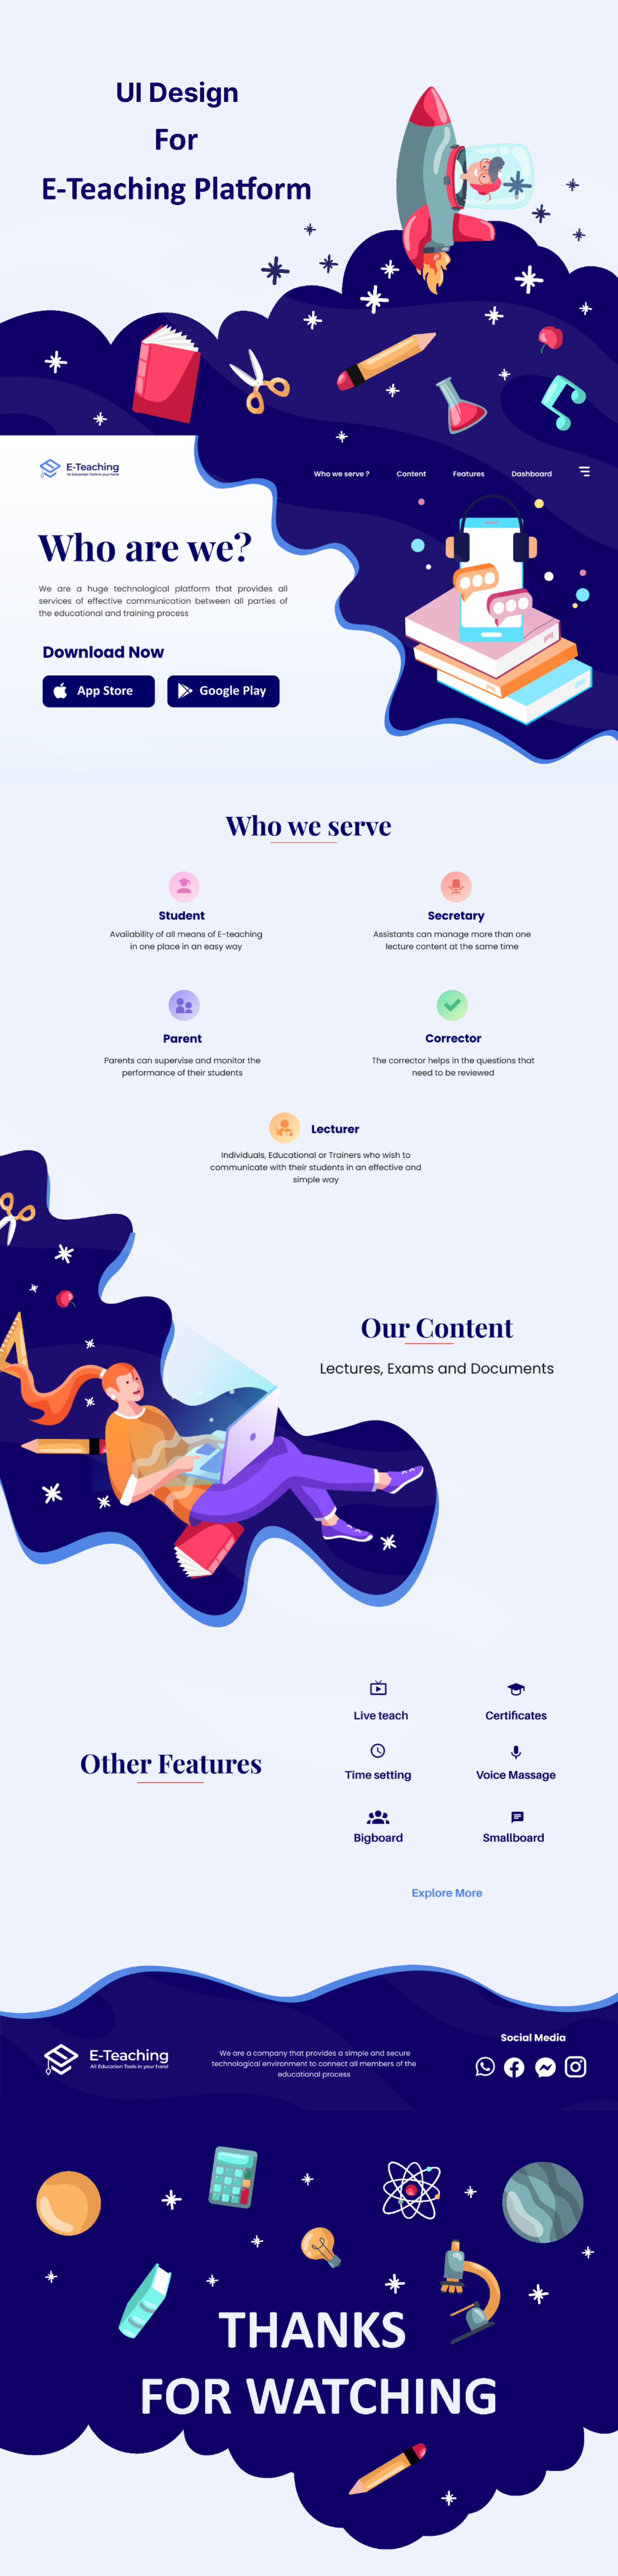 UI Design
For
E-Teaching Platform
E-Teaching
All Education Tools in your hand
Who we serve ?
Content
Features
Dashboard
Who are we?
We are a huge technological platform that provides all
services of effective communication between all parties of
the educational and training process
Download Now
App Store
Google Play
Who we serve
Student
Availability of all means of E-teaching
in one place in an easy way
Secretary
Assistants can manage more than one
lecture content at the same time
Parent
Parents can supervise and monitor the
performance of their students
Corrector
The corrector helps in the questions that
need to be reviewed
Lecturer
Individuals, Educational or Trainers who wish to
communicate with their students in an effective and
simple way
Our Content
Lectures, Exams and Documents
Other Features
Live teach
Certificates
Time setting
Voice Massage
Bigboard
Smallboard
Explore More
E-Teaching
All Education Tools in your hand
We are a company that provides a simple and secure
technological environment to connect all members of the
educational process
Social Media
THANKS
FOR WATCHING